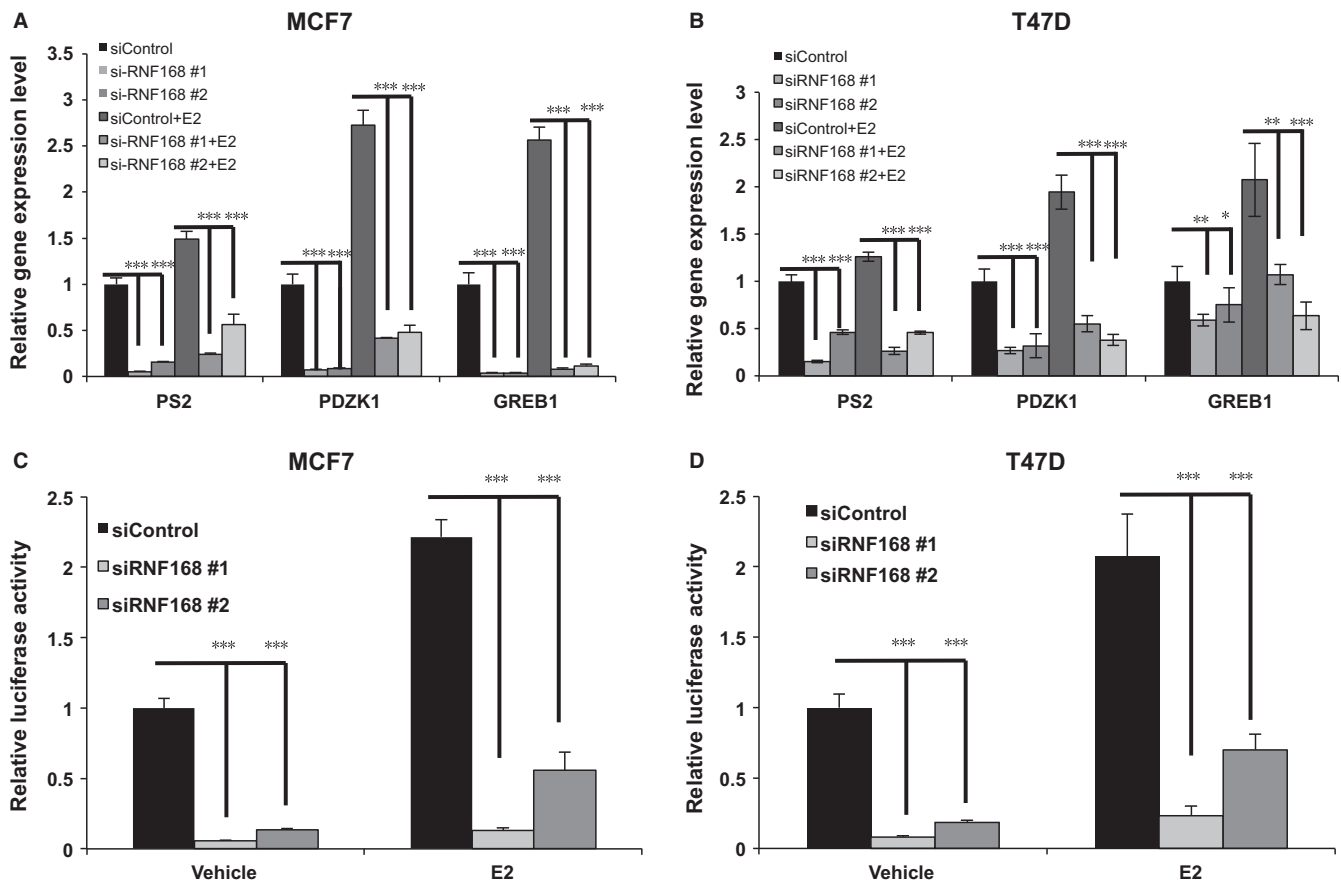 A
MCF7
Relative gene expression level
3.5
3
2.5
2
1.5
1
0.5
0
siControl
si-RNF168 #1
si-RNF168 #2
siControl+E2
si-RNF168 #1+E2
si-RNF168 #2+E2
*** ***
*** ***
*** ***
*** ***
*** ***
*** ***
PS2
PDZK1
GREB1
B
T47D
Relative gene expression level
3
2.5
2
1.5
1
0.5
0
siControl
siRNF168 #1
siRNF168 #2
siControl+E2
siRNF168 #1+E2
siRNF168 #2+E2
*** ***
*** ***
*** ***
*** ***
** *
** ***
PS2
PDZK1
GREB1
C
MCF7
Relative luciferase activity
2.5
2
1.5
1
0.5
0
siControl
siRNF168 #1
siRNF168 #2
*** ***
*** ***
Vehicle
E2
D
T47D
Relative luciferase activity
2.5
2
1.5
1
0.5
0
siControl
siRNF168 #1
siRNF168 #2
*** ***
*** ***
Vehicle
E2